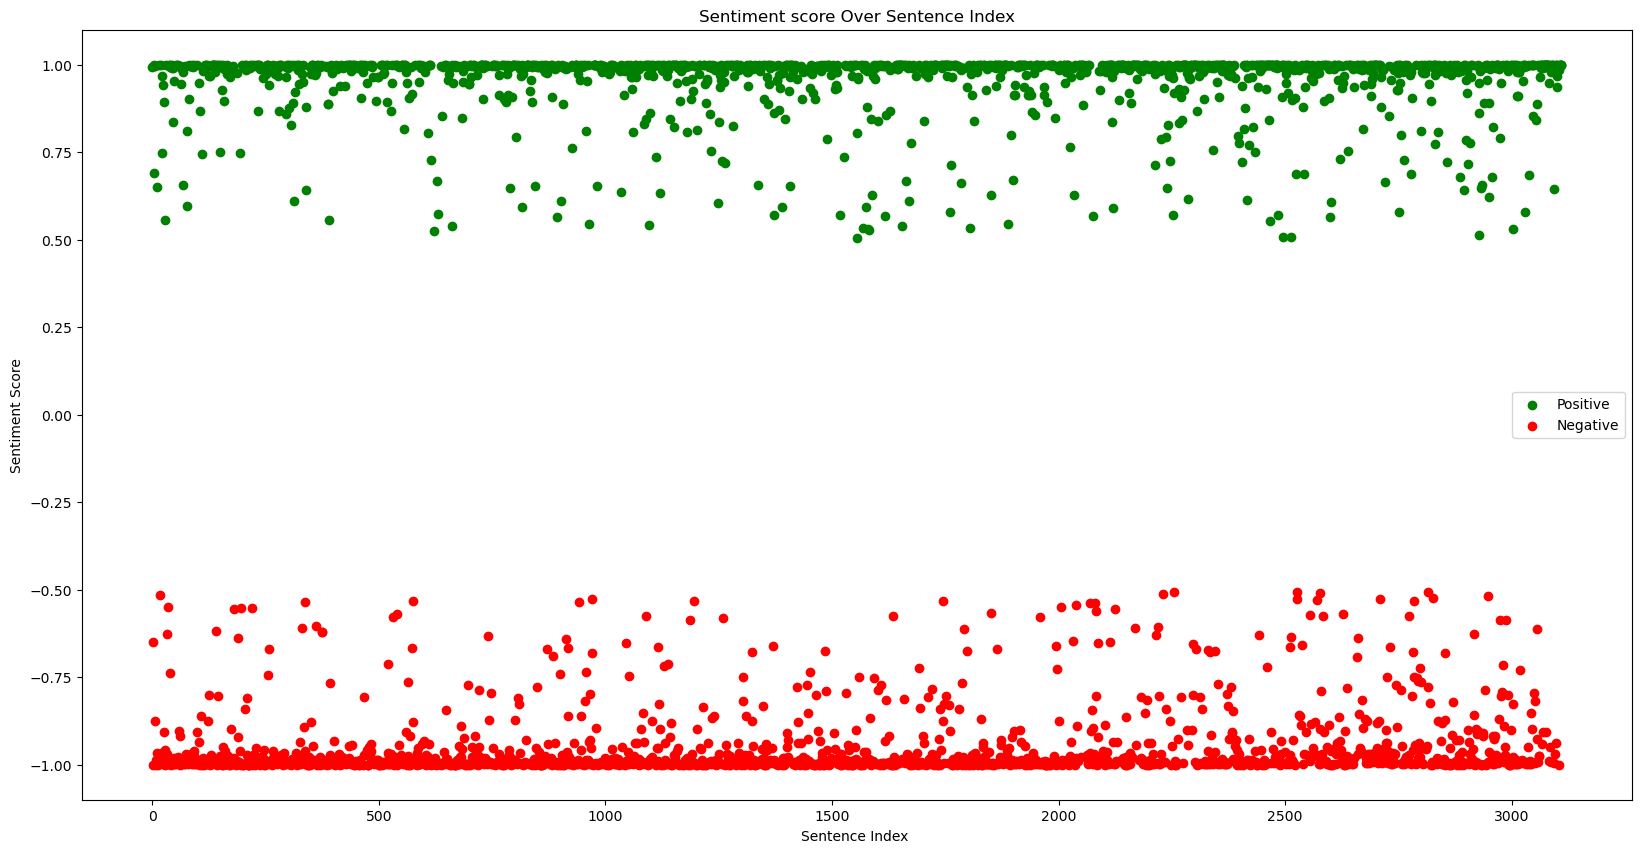 Sentiment score Over Sentence Index
1.00
0.75
0.50
0.25
0.00
−0.25
−0.50
−0.75
−1.00
Sentiment Score
Positive
Negative
0 500 1000 1500 2000 2500 3000
Sentence Index